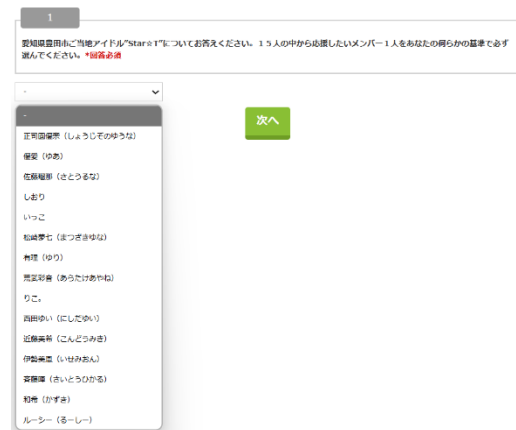 1
愛知県豊田市ご当地アイドル"Star☆T"についてお答えください。１５人の中から応援したいメンバー１人をあなたの何らかの基準で必ず
選んでください。*回答必須
-
-
正司園優奈（しょうじぞのゆうな）
優愛（ゆあ）
佐藤瑠那（さとうるな）
しおり
いっこ
松崎夢七（まつざきゆな）
有理（ゆり）
荒武彩音（あらたけあやね）
りこ。
西田ゆい（にしだゆい）
近藤美希（こんどうみき）
伊勢美恩（いせみおん）
斉藤曈（さいとうひかる）
和希（かずき）
ルーシー（るーしー）
次へ